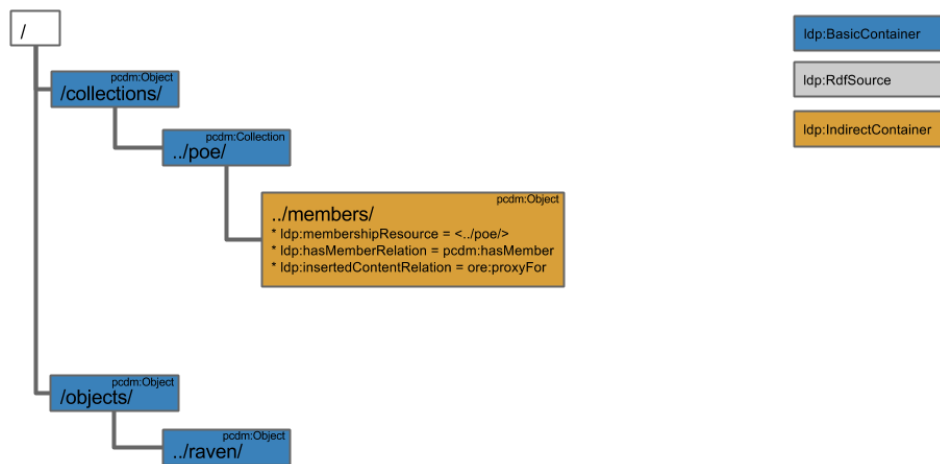 /
pcdm:Object
/collections/
pcdm:Collection
../poe/
pcdm:Object
../members/
* ldp:membershipResource = <../poe/>
* ldp:hasMemberRelation = pcdm:hasMember
* ldp:insertedContentRelation = ore:proxyFor
pcdm:Object
/objects/
pcdm:Object
../raven/
ldp:BasicContainer
ldp:RdfSource
ldp:IndirectContainer